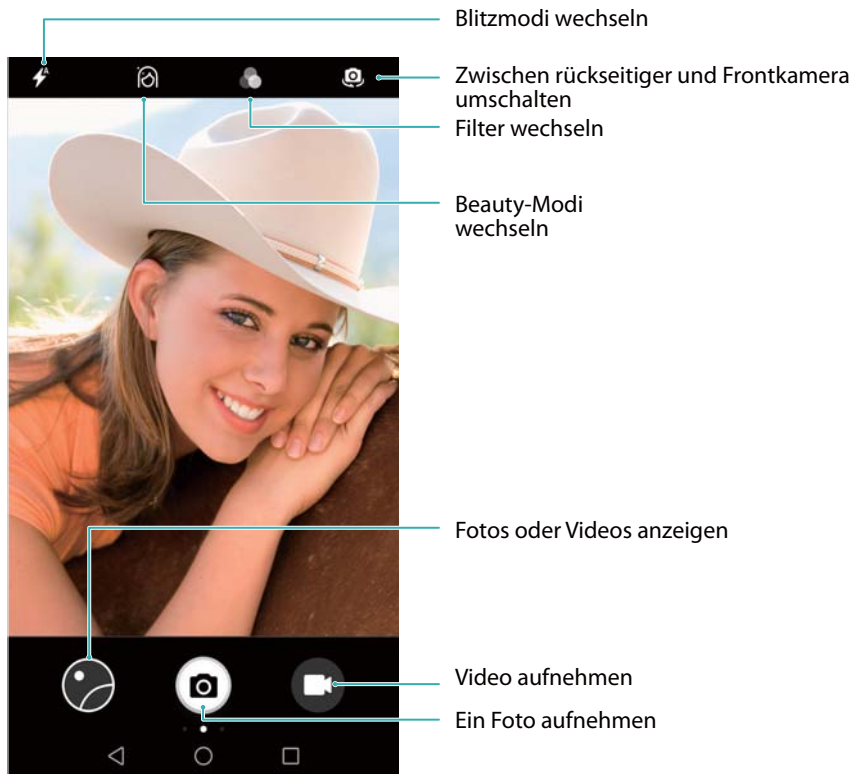 Blitzmodi wechseln
Zwischen rückseitiger und Frontkamera
umschalten
Filter wechseln
Beauty-Modi
wechseln
Fotos oder Videos anzeigen
Video aufnehmen
Ein Foto aufnehmen